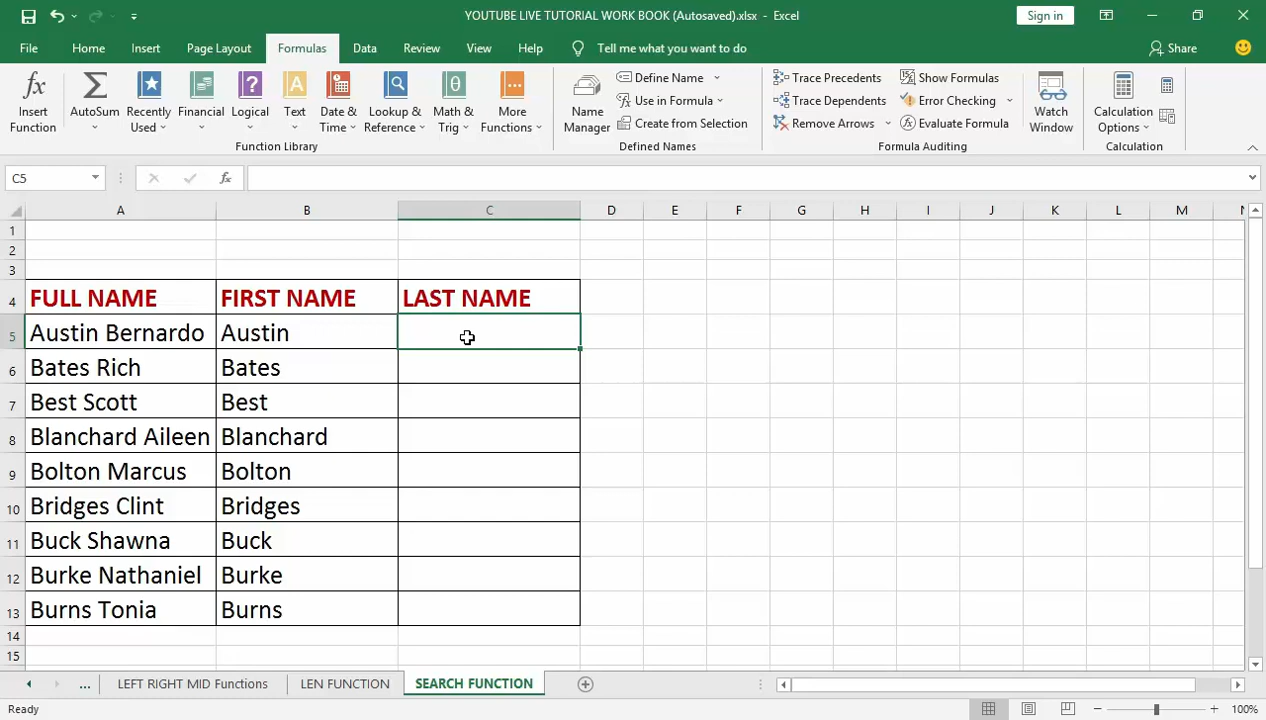 YOUTUBE LIVE TUTORIAL WORK BOOK (Autosaved).xlsx - Excel
Sign in
File Home Insert Page Layout Formulas Data Review View Help Tell me what you want to do Share
Insert Function
AutoSum
Recently Used
Financial
Logical
Text
Date & Time
Lookup & Reference
Math & Trig
More Functions
Function Library
Name Manager
Define Name
Use in Formula
Create from Selection
Defined Names
Trace Precedents
Trace Dependents
Remove Arrows
Show Formulas
Error Checking
Evaluate Formula
Formula Auditing
Watch Window
Calculation Options
Calculation
C5 fx
A B C D E F G H I J K L M N
1
2
3
4 FULL NAME FIRST NAME LAST NAME
5 Austin Bernardo Austin
6 Bates Rich Bates
7 Best Scott Best
8 Blanchard Aileen Blanchard
9 Bolton Marcus Bolton
10 Bridges Clint Bridges
11 Buck Shawna Buck
12 Burke Nathaniel Burke
13 Burns Tonia Burns
14
15
... LEFT RIGHT MID Functions LEN FUNCTION SEARCH FUNCTION
Ready 100%